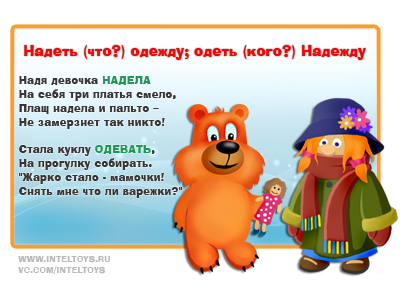 Надеть (что?) одежду; одеть (кого?) Надежду
Надя девочка НАДЕЛА
На себя три платья смело,
Плащ надела и пальто –
Не замерзнет так никто!
Стала куклу ОДЕВАТЬ,
На прогулку собирать.
"Жарко стало - мамочки!
Снять мне что ли варежки?"
WWW.INTELTOYS.RU
VC.COM/INTELTOYS